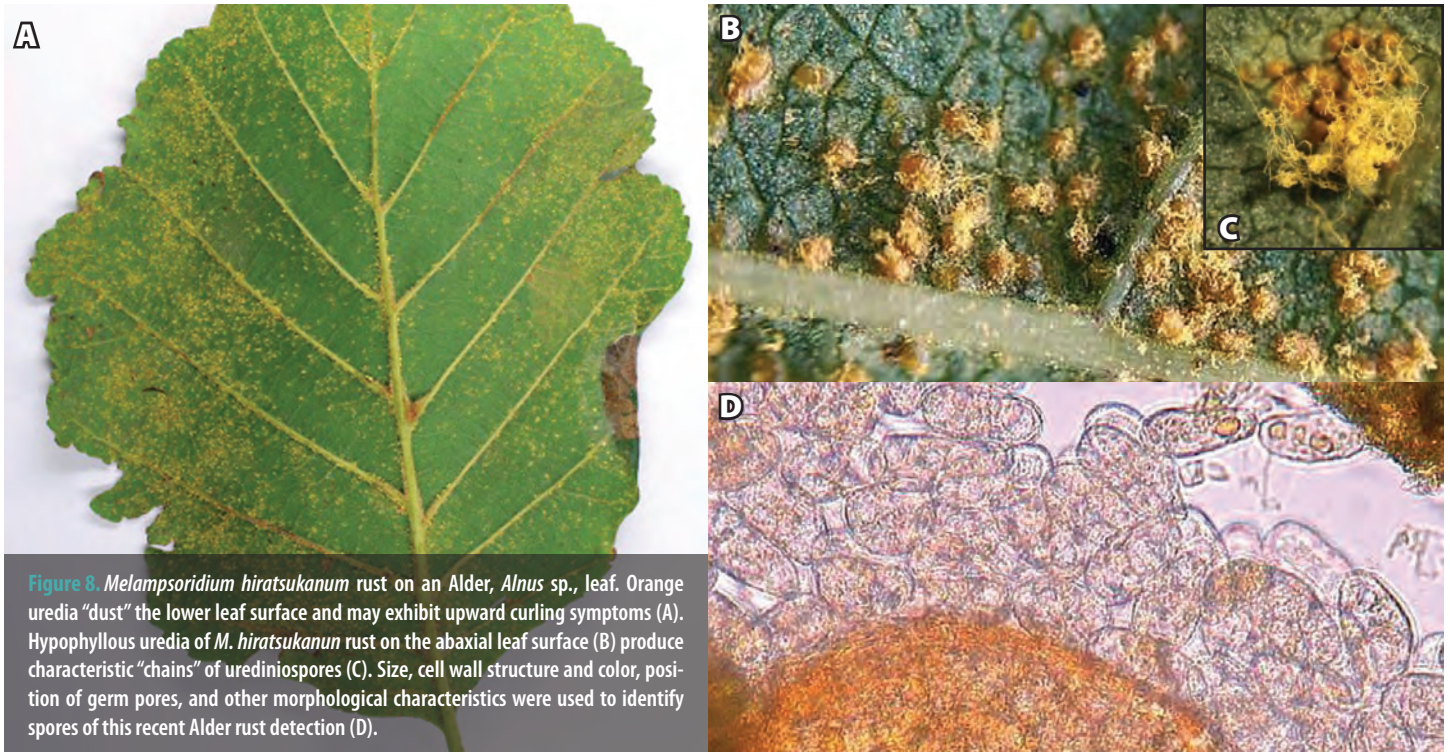 A
B
C
D
Figure 8. Melampsoridium hiratsukanum rust on an Alder, Alnus sp., leaf. Orange
uredia “dust” the lower leaf surface and may exhibit upward curling symptoms (A).
Hypophyllous uredia of M. hiratsukanun rust on the abaxial leaf surface (B) produce
characteristic “chains” of urediniospores (C). Size, cell wall structure and color, posi-
tion of germ pores, and other morphological characteristics were used to identify
spores of this recent Alder rust detection (D).